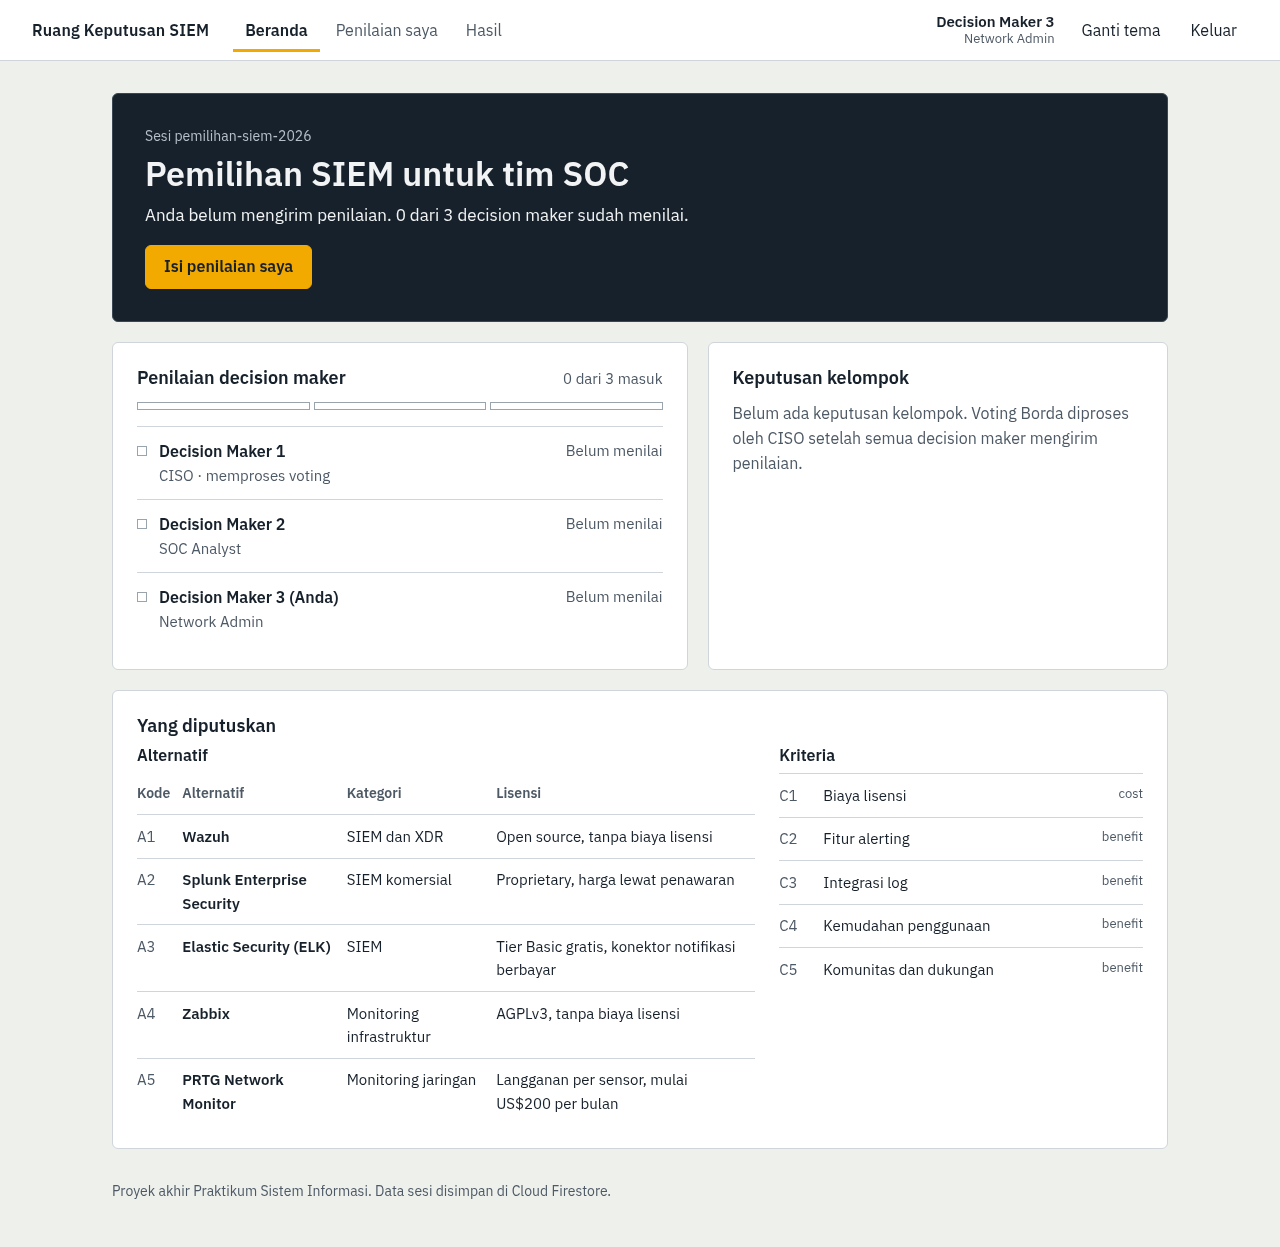 Ruang Keputusan SIEM
Beranda
Penilaian saya
Hasil
Decision Maker 3
Network Admin
Ganti tema
Keluar
Sesi pemilihan-siem-2026
Pemilihan SIEM untuk tim SOC
Anda belum mengirim penilaian. 0 dari 3 decision maker sudah menilai.
Isi penilaian saya
Penilaian decision maker
0 dari 3 masuk
Decision Maker 1
Belum menilai
CISO · memproses voting
Decision Maker 2
Belum menilai
SOC Analyst
Decision Maker 3 (Anda)
Belum menilai
Network Admin
Keputusan kelompok
Belum ada keputusan kelompok. Voting Borda diproses
oleh CISO setelah semua decision maker mengirim
penilaian.
Yang diputuskan
Alternatif
Kode Alternatif Kategori Lisensi
A1 Wazuh SIEM dan XDR Open source, tanpa biaya lisensi
A2 Splunk Enterprise SIEM komersial Proprietary, harga lewat penawaran
Security
A3 Elastic Security (ELK) SIEM Tier Basic gratis, konektor notifikasi
berbayar
A4 Zabbix Monitoring AGPLv3, tanpa biaya lisensi
infrastruktur
A5 PRTG Network Monitoring jaringan Langganan per sensor, mulai
Monitor US$200 per bulan
Kriteria
C1 Biaya lisensi cost
C2 Fitur alerting benefit
C3 Integrasi log benefit
C4 Kemudahan penggunaan benefit
C5 Komunitas dan dukungan benefit
Proyek akhir Praktikum Sistem Informasi. Data sesi disimpan di Cloud Firestore.